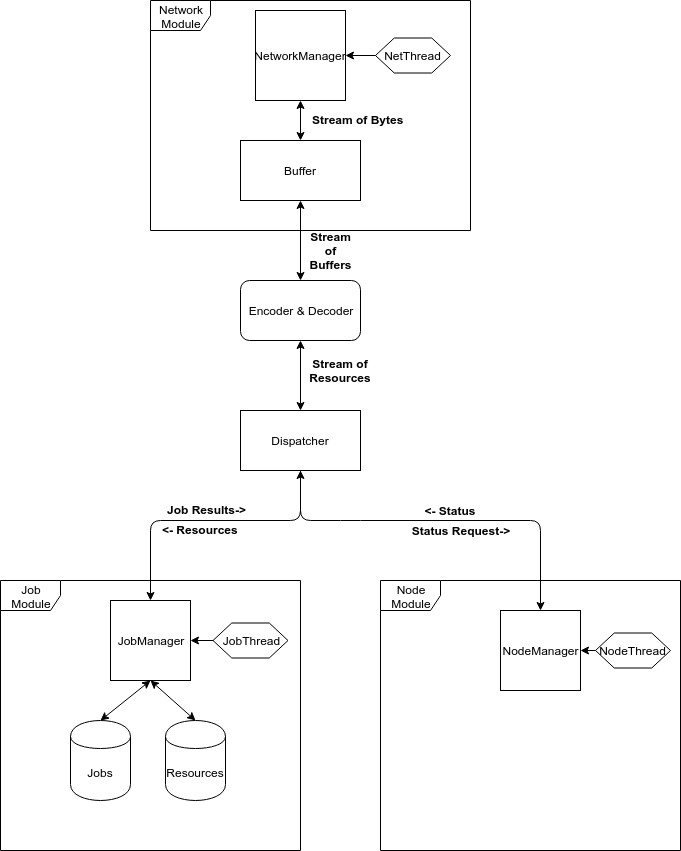 Network
Module
NetworkManager
NetThread
Stream of Bytes
Buffer
Stream
of
Buffers
Encoder & Decoder
Stream of
Resources
Dispatcher
Job Results->
<- Resources
<- Status
Status Request->
Job
Module
JobManager
JobThread
Jobs
Resources
Node
Module
NodeManager
NodeThread